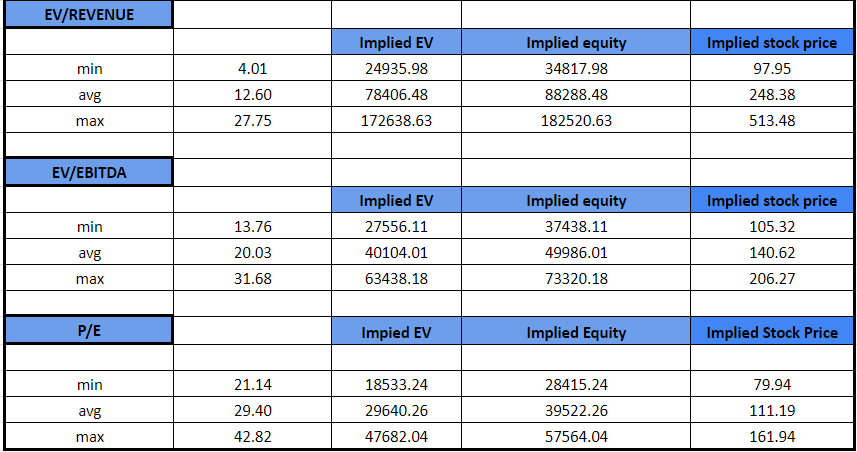 EV/REVENUE
Implied EV Implied equity Implied stock price
min 4.01 24935.98 34817.98 97.95
avg 12.60 78406.48 88288.48 248.38
max 27.75 172638.63 182520.63 513.48
EV/EBITDA
Implied EV Implied equity Implied stock price
min 13.76 27556.11 37438.11 105.32
avg 20.03 40104.01 49986.01 140.62
max 31.68 63438.18 73320.18 206.27
P/E Impied EV Implied Equity Implied Stock Price
min 21.14 18533.24 28415.24 79.94
avg 29.40 29640.26 39522.26 111.19
max 42.82 47682.04 57564.04 161.94